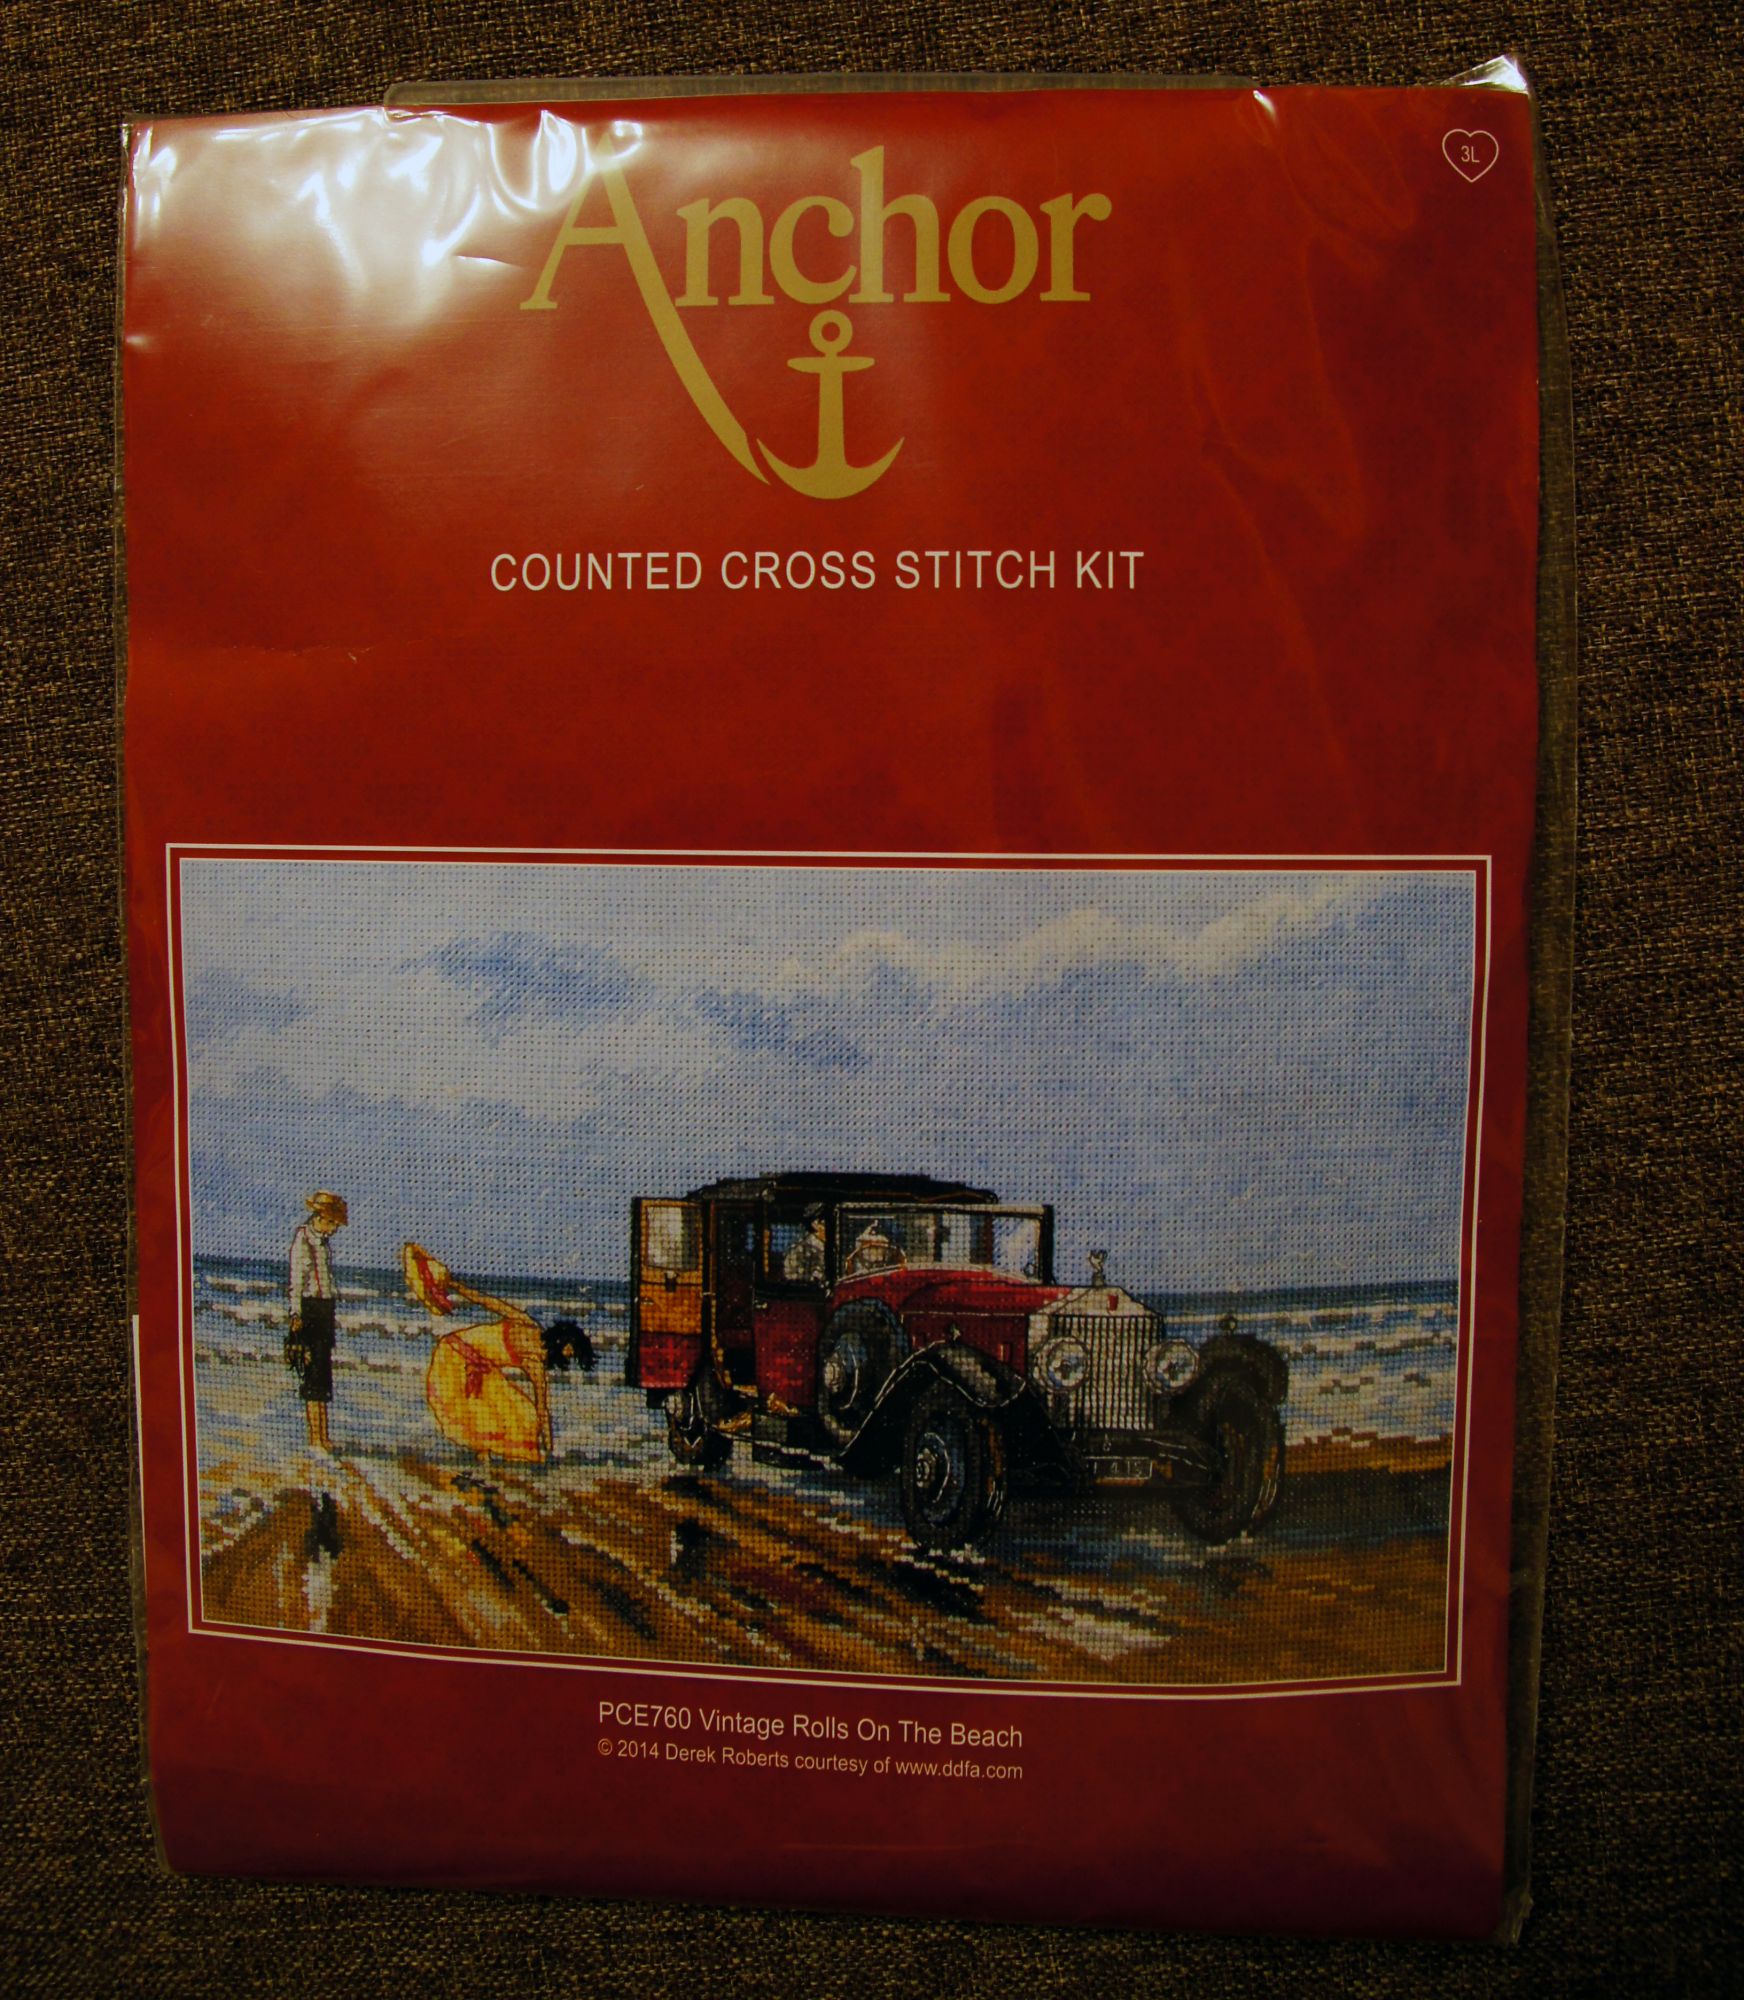 3L
Anchor
COUNTED CROSS STITCH KIT
PCE760 Vintage Rolls On The Beach
© 2014 Derek Roberts courtesy of www.ddfa.com